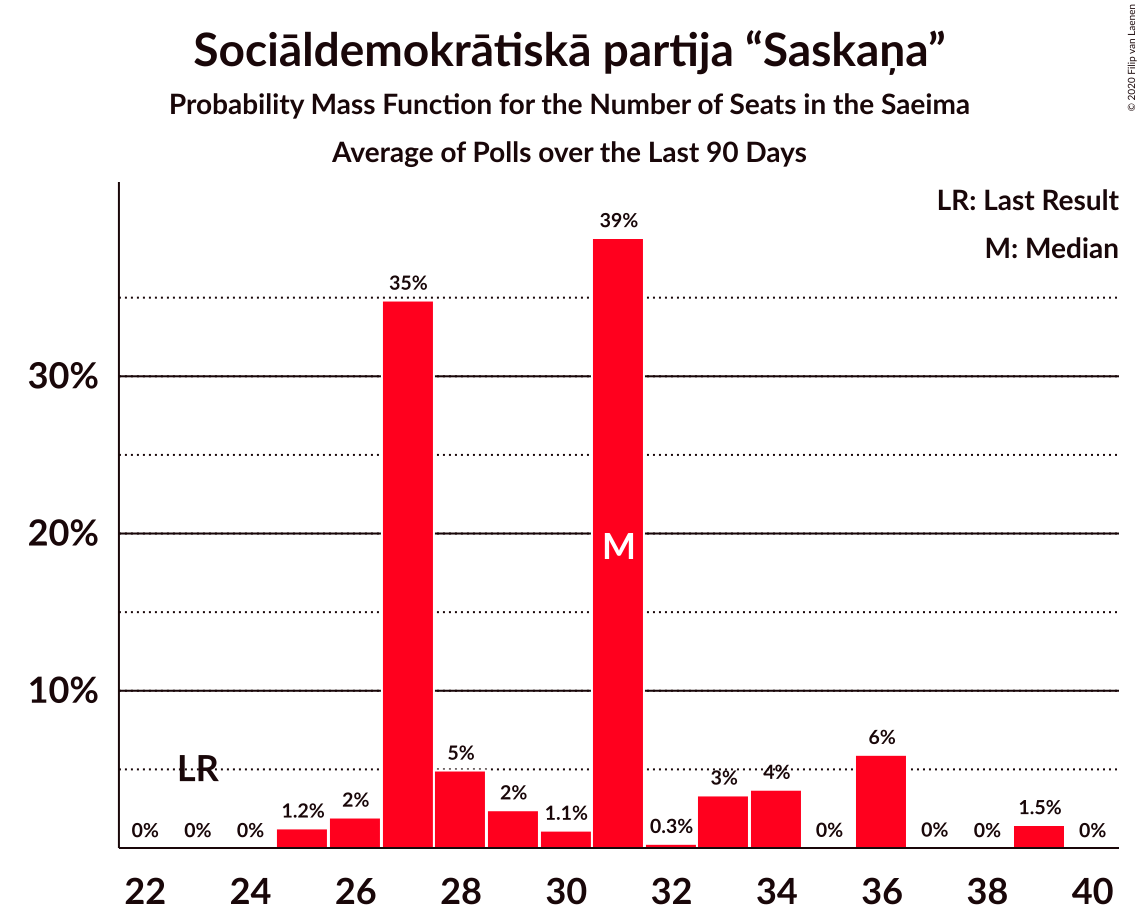 Sociāldemokrātiskā partija “Saskaņa”
Probability Mass Function for the Number of Seats in the Saeima
Average of Polls over the Last 90 Days
© 2020 Filip van Laenen
LR: Last Result
M: Median
39%
35%
30%
20%
M
10%
6%
5%
LR
4%
3%
2%
2%
1.5%
1.2%
1.1%
0.3%
0% 0% 0% 0% 0% 0% 0%
22 24 26 28 30 32 34 36 38 40